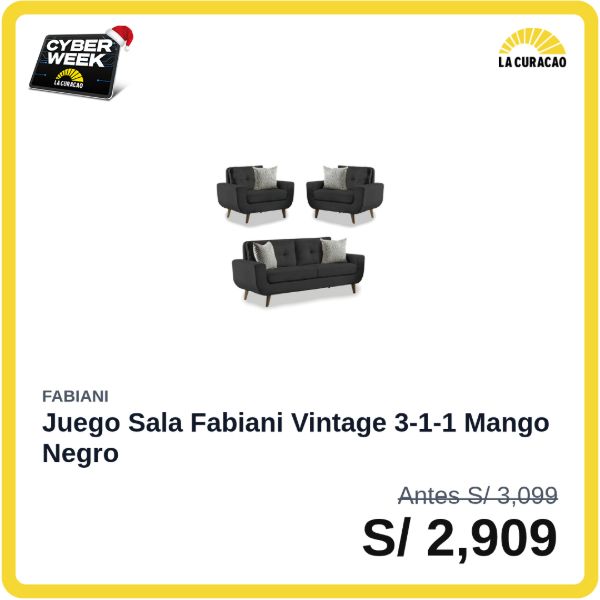 CYBER
WEEK
LA CURACAO
LA CURACAO
FABIANI
Juego Sala Fabiani Vintage 3-1-1 Mango
Negro
Antes S/ 3,099
S/ 2,909